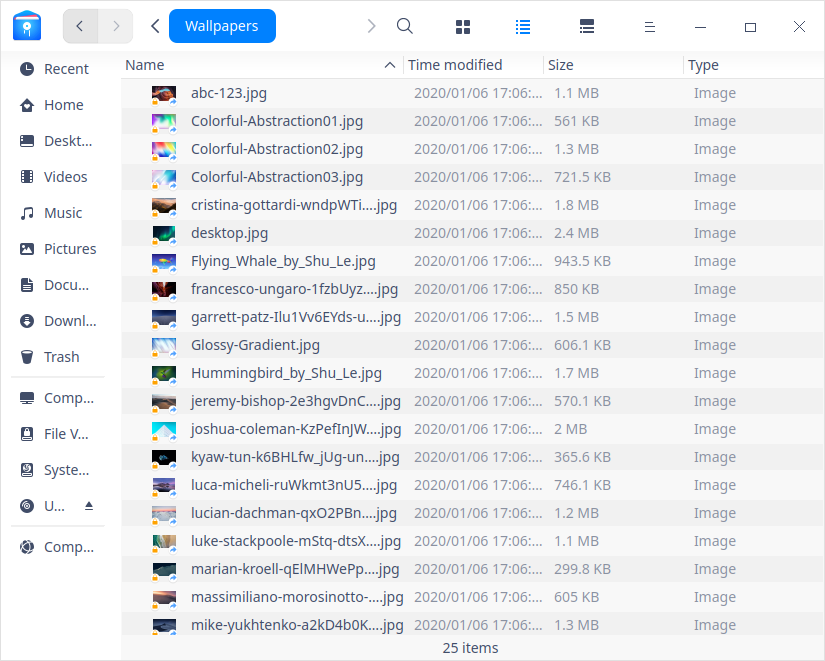 Wallpapers
Name Time modified Size Type
Recent
Home
Deskt...
Videos
Music
Pictures
Docu...
Downl...
Trash
Comp...
File V...
Syste...
U...
Comp...
abc-123.jpg 2020/01/06 17:06:... 1.1 MB Image
Colorful-Abstraction01.jpg 2020/01/06 17:06:... 561 KB Image
Colorful-Abstraction02.jpg 2020/01/06 17:06:... 1.3 MB Image
Colorful-Abstraction03.jpg 2020/01/06 17:06:... 721.5 KB Image
cristina-gottardi-wndpWTi....jpg 2020/01/06 17:06:... 1.8 MB Image
desktop.jpg 2020/01/06 17:06:... 2.4 MB Image
Flying_Whale_by_Shu_Le.jpg 2020/01/06 17:06:... 943.5 KB Image
francesco-ungaro-1fzbUyz....jpg 2020/01/06 17:06:... 850 KB Image
garrett-patz-Ilu1Vv6EYds-u....jpg 2020/01/06 17:06:... 1.5 MB Image
Glossy-Gradient.jpg 2020/01/06 17:06:... 606.1 KB Image
Hummingbird_by_Shu_Le.jpg 2020/01/06 17:06:... 1.7 MB Image
jeremy-bishop-2e3hgvDnC....jpg 2020/01/06 17:06:... 570.1 KB Image
joshua-coleman-KzPefInJW....jpg 2020/01/06 17:06:... 2 MB Image
kyaw-tun-k6BHLfw_jUg-un....jpg 2020/01/06 17:06:... 365.6 KB Image
luca-micheli-ruWkmt3nU5....jpg 2020/01/06 17:06:... 746.1 KB Image
lucian-dachman-qxO2PBn....jpg 2020/01/06 17:06:... 1.2 MB Image
luke-stackpoole-mStq-dtsX....jpg 2020/01/06 17:06:... 1.1 MB Image
marian-kroell-qElMHWePp....jpg 2020/01/06 17:06:... 299.8 KB Image
massimiliano-morosinotto-....jpg 2020/01/06 17:06:... 605 KB Image
mike-yukhtenko-a2kD4b0K....jpg 2020/01/06 17:06:... 1.3 MB Image
25 items